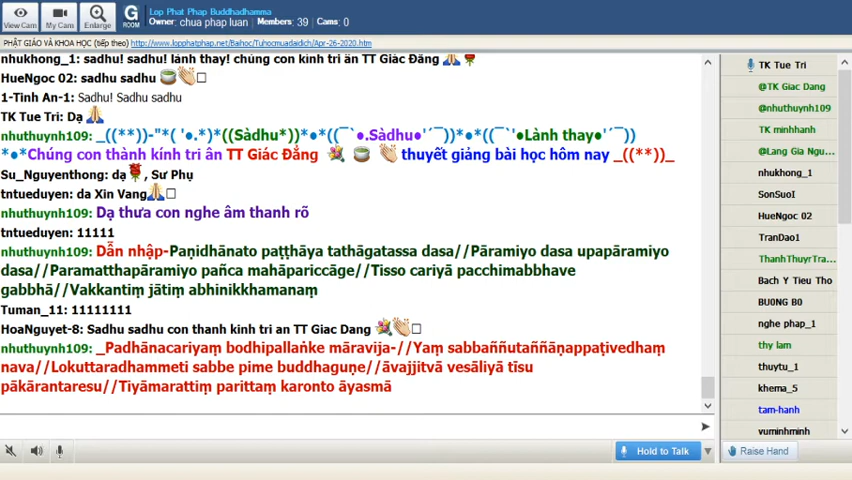 Lop Phat Phap Buddhadhamma
Owner: chua phap luan Members: 39 Cams: 0
View Cam My Cam Enlarge G ROOM
PHẬT GIÁO VÀ KHOA HỌC (tiếp theo) http://www.lopphatphap.net/Baihoc/Tuhocmuadaidich/Apr-26-2020.htm
nhukhong_1: sadhu! sadhu! lành thay! chúng con kính tri ân TT Giác Đẳng 🙏🌹
HueNgoc 02: sadhu sadhu 🍵👏□
1-Tinh An-1: Sadhu! Sadhu sadhu
TK Tue Tri: Dạ 🙏
nhuthuynh109: _((**))-"*( '●.*)*((Sàdhu*))*●*((¯`●.Sàdhu●'´¯))*●*((¯`'●Lành thay●'´¯))
*●*Chúng con thành kính tri ân TT Giác Đẳng 💐 🍵 👏 thuyết giảng bài học hôm nay _((**))_
Su_Nguyenthong: dạ🌹, Sư Phụ
tntueduyen: da Xin Vang🙏□
nhuthuynh109: Dạ thưa con nghe âm thanh rõ
tntueduyen: 11111
nhuthuynh109: Dẫn nhập-Paṇidhānato paṭṭhāya tathāgatassa dasa//Pāramiyo dasa upapāramiyo
dasa//Paramatthapāramiyo pañca mahāpariccāge//Tisso cariyā pacchimabbhave
gabbhā//Vakkantiṃ jātiṃ abhinikkhamanaṃ
Tuman_11: 11111111
HoaNguyet-8: Sadhu sadhu con thanh kinh tri an TT Giac Dang 💐👏□
nhuthuynh109: _Padhānacariyaṃ bodhipallaṅke māravija-//Yaṃ sabbaññutaññāṇappaṭivedhaṃ
nava//Lokuttaradhammeti sabbe pime buddhaguṇe//āvajjitvā vesāliyā tīsu
pākārantaresu//Tiyāmarattiṃ parittaṃ karonto āyasmā
TK Tue Tri
@TK Giac Dang
@nhuthuynh109
TK minhhanh
@Lang Gia Ngu...
nhukhong_1
SonSuoI
HueNgoc 02
TranDao1
ThanhThuyrTra...
Bach Y Tieu Tho
BU0NG B0
nghe phap_1
thy lam
thuytu_1
khema_5
tam-hanh
vuminhminh
Hold to Talk
Raise Hand